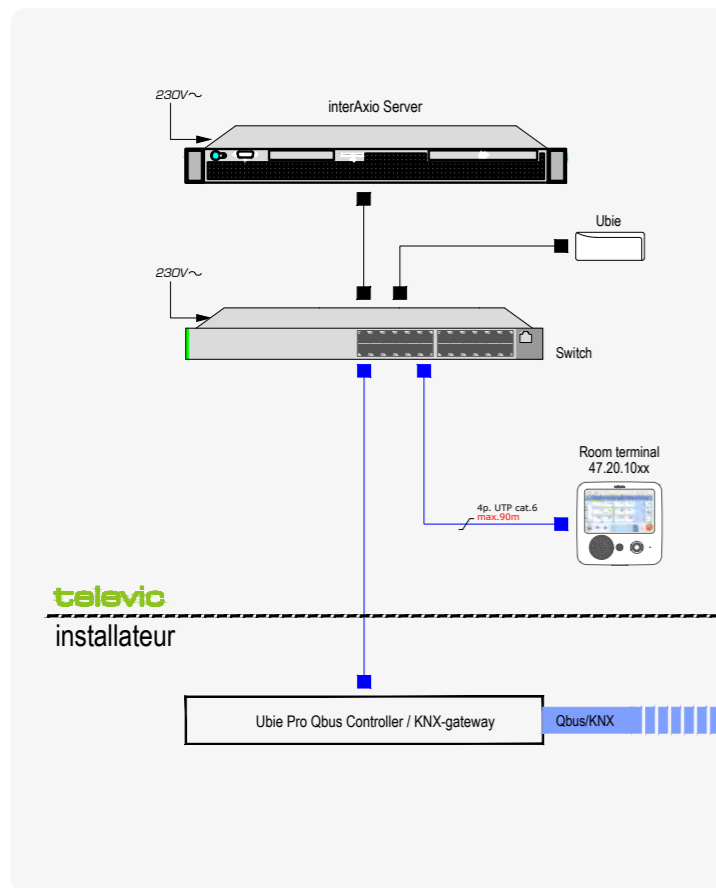 230V～
interAxio Server
Ubie
230V～
Switch
Room terminal
47.20.10xx
4p. UTP cat.6
max.90m
televic
installateur
Ubie Pro Qbus Controller / KNX-gateway
Qbus/KNX